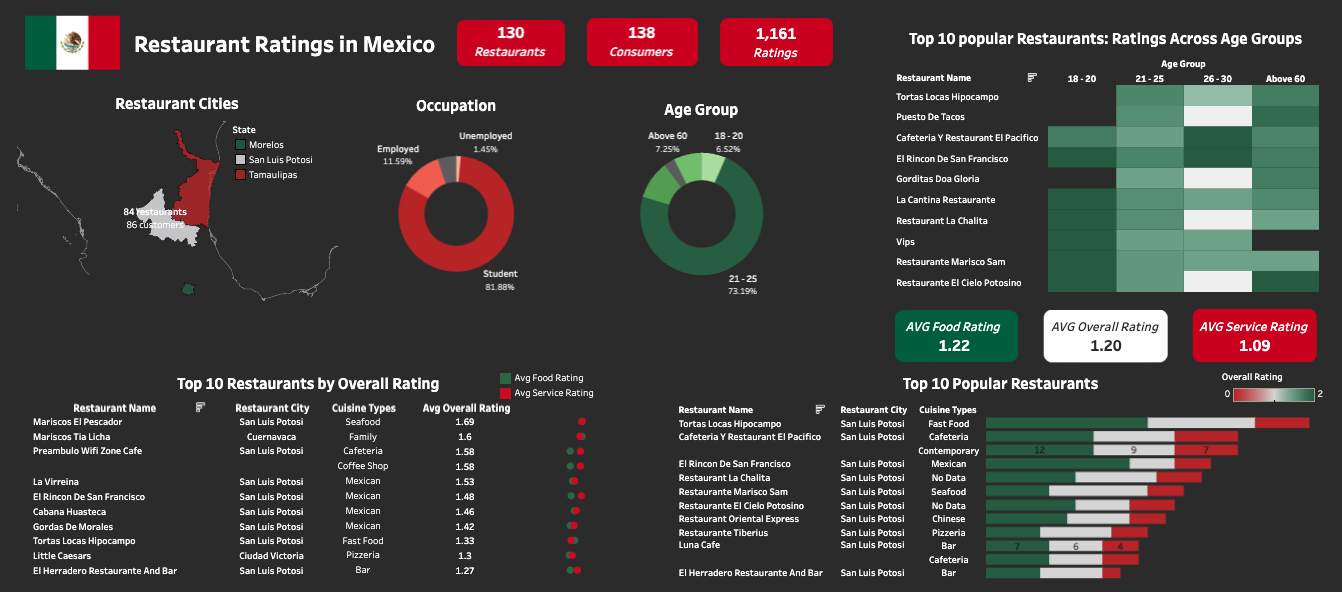 Restaurant Ratings in Mexico
130
Restaurants
138
Consumers
1,161
Ratings
Restaurant Cities
State
Morelos
San Luis Potosi
Tamaulipas
84 restaurants
86 customers
Occupation
Unemployed
1.45%
Employed
11.59%
Student
81.88%
Age Group
Above 60
7.25%
18 - 20
6.52%
21 - 25
73.19%
Top 10 popular Restaurants: Ratings Across Age Groups
Age Group
Restaurant Name 18 - 20 21 - 25 26 - 30 Above 60
Tortas Locas Hipocampo
Puesto De Tacos
Cafeteria Y Restaurant El Pacifico
El Rincon De San Francisco
Gorditas Doa Gloria
La Cantina Restaurante
Restaurant La Chalita
Vips
Restaurante Marisco Sam
Restaurante El Cielo Potosino
AVG Food Rating
1.22
AVG Overall Rating
1.20
AVG Service Rating
1.09
Top 10 Restaurants by Overall Rating
Avg Food Rating
Avg Service Rating
Restaurant Name Restaurant City Cuisine Types Avg Overall Rating
Mariscos El Pescador San Luis Potosi Seafood 1.69
Mariscos Tia Licha Cuernavaca Family 1.6
Preambulo Wifi Zone Cafe San Luis Potosi Cafeteria 1.58
Coffee Shop 1.58
La Virreina San Luis Potosi Mexican 1.53
El Rincon De San Francisco San Luis Potosi Mexican 1.48
Cabana Huasteca San Luis Potosi Mexican 1.46
Gordas De Morales San Luis Potosi Mexican 1.42
Tortas Locas Hipocampo San Luis Potosi Fast Food 1.33
Little Caesars Ciudad Victoria Pizzeria 1.3
El Herradero Restaurante And Bar San Luis Potosi Bar 1.27
Top 10 Popular Restaurants
Overall Rating
0 2
Restaurant Name Restaurant City Cuisine Types
Tortas Locas Hipocampo San Luis Potosi Fast Food
Cafeteria Y Restaurant El Pacifico San Luis Potosi Cafeteria
Contemporary 12 9 7
El Rincon De San Francisco San Luis Potosi Mexican
Restaurant La Chalita San Luis Potosi No Data
Restaurante Marisco Sam San Luis Potosi Seafood
Restaurante El Cielo Potosino San Luis Potosi No Data
Restaurant Oriental Express San Luis Potosi Chinese
Restaurante Tiberius San Luis Potosi Pizzeria
Luna Cafe San Luis Potosi Bar 7 6 4
Cafeteria
El Herradero Restaurante And Bar San Luis Potosi Bar